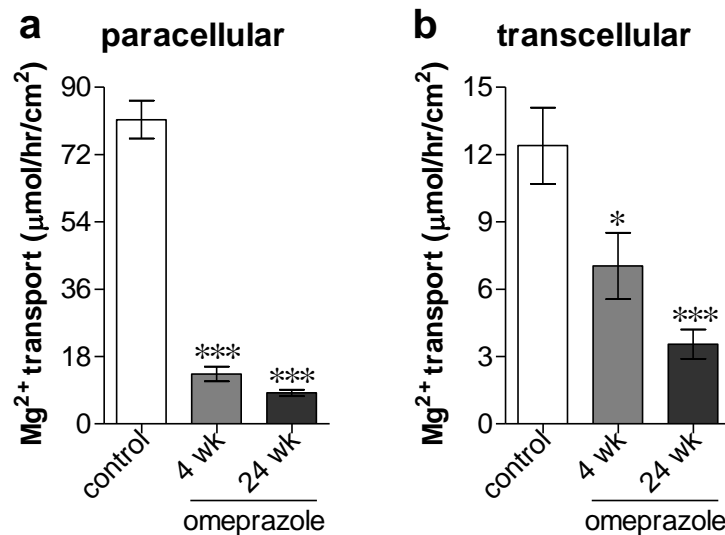 a paracellular
Mg²⁺ transport (μmol/hr/cm²)
90
72
54
36
18
0
***
***
control
4 wk
24 wk
omeprazole
b transcellular
Mg²⁺ transport (μmol/hr/cm²)
15
12
9
6
3
0
*
***
control
4 wk
24 wk
omeprazole